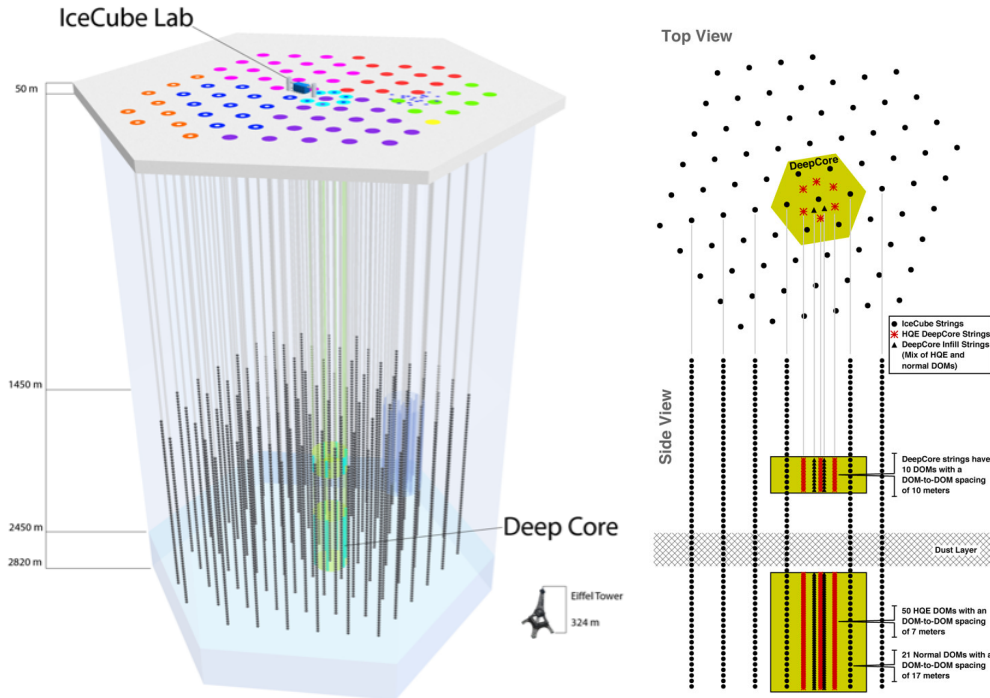 IceCube Lab
50 m
1450 m
2450 m
2820 m
Deep Core
Eiffel Tower
324 m
Top View
DeepCore
IceCube Strings
HQE DeepCore Strings
DeepCore Infill Strings
(Mix of HQE and
normal DOMs)
Side View
DeepCore strings have
10 DOMs with a
DOM-to-DOM spacing
of 10 meters
Dust Layer
50 HQE DOMs with an
DOM-to-DOM spacing
of 7 meters
21 Normal DOMs with a
DOM-to-DOM spacing
of 17 meters